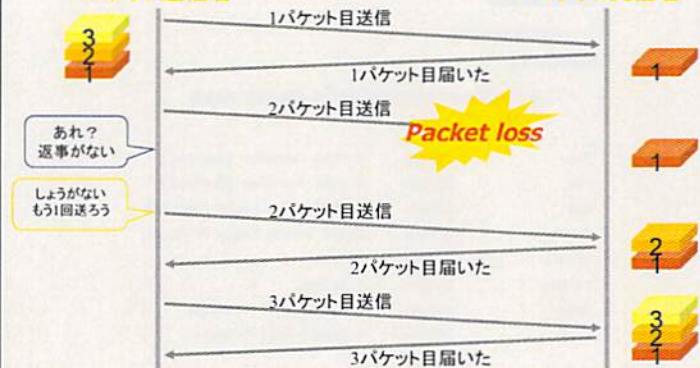 1パケット目送信
3
2
1
1パケット目届いた
1
2パケット目送信
Packet loss
あれ？
返事がない
1
しょうがない
もう1回送ろう
2パケット目送信
2
1
2パケット目届いた
3パケット目送信
3
2
1
3パケット目届いた